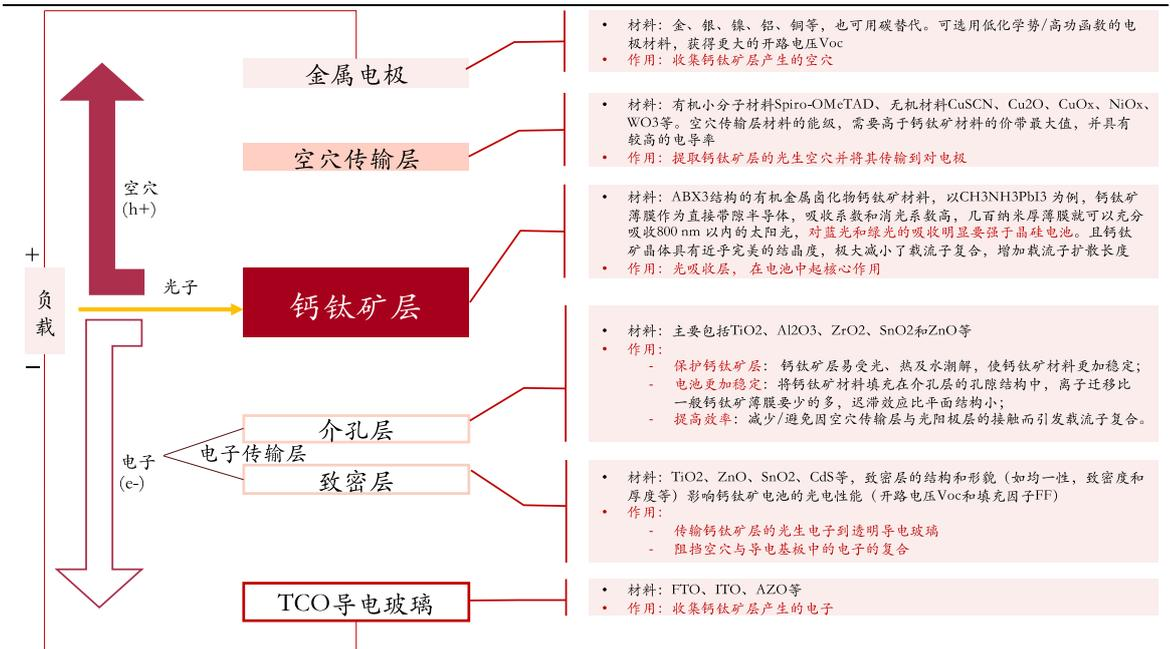 金属电极
• 材料：金、银、镍、铝、铜等，也可用碳替代。可选用低化学势/高功函数的电
极材料，获得更大的开路电压Voc
• 作用：收集钙钛矿层产生的空穴
空穴传输层
• 材料：有机小分子材料Spiro-OMeTAD、无机材料CuSCN、Cu2O、CuOx、NiOx、
WO3等。空穴传输层材料的能级，需要高于钙钛矿材料的价带最大值，并具有
较高的电导率
• 作用：提取钙钛矿层的光生空穴并将其传输到对电极
空穴
(h+)
+
负
载
−
光子
钙钛矿层
• 材料：ABX3结构的有机金属卤化物钙钛矿材料，以CH3NH3PbI3 为例，钙钛矿
薄膜作为直接带隙半导体，吸收系数和消光系数高，几百纳米厚薄膜就可以充分
吸收800 nm 以内的太阳光，对蓝光和绿光的吸收明显要强于晶硅电池。且钙钛
矿晶体具有近乎完美的结晶度，极大减小了载流子复合，增加载流子扩散长度
• 作用：光吸收层， 在电池中起核心作用
介孔层
• 材料：主要包括TiO2、Al2O3、ZrO2、SnO2和ZnO等
• 作用：
- 保护钙钛矿层： 钙钛矿层易受光、热及水潮解，使钙钛矿材料更加稳定；
- 电池更加稳定：将钙钛矿材料填充在介孔层的孔隙结构中，离子迁移比
一般钙钛矿薄膜要少的多，迟滞效应比平面结构小；
- 提高效率：减少/避免因空穴传输层与光阳极层的接触而引发载流子复合。
电子
(e-)
电子传输层
致密层
• 材料：TiO2、ZnO、SnO2、CdS等，致密层的结构和形貌（如均一性，致密度和
厚度等）影响钙钛矿电池的光电性能（开路电压Voc和填充因子FF）
• 作用：
- 传输钙钛矿层的光生电子到透明导电玻璃
- 阻挡空穴与导电基板中的电子的复合
TCO导电玻璃
• 材料：FTO、ITO、AZO等
• 作用：收集钙钛矿层产生的电子